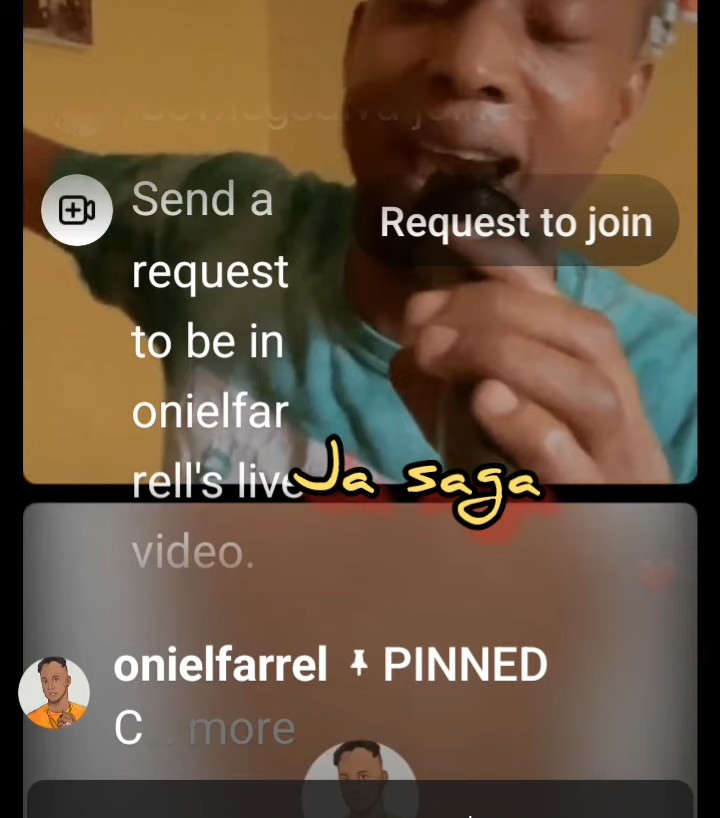 Send a
Request to join
request
to be in
onielfar
rell's live
Ja saga
video.
onielfarrel PINNED
C ... more